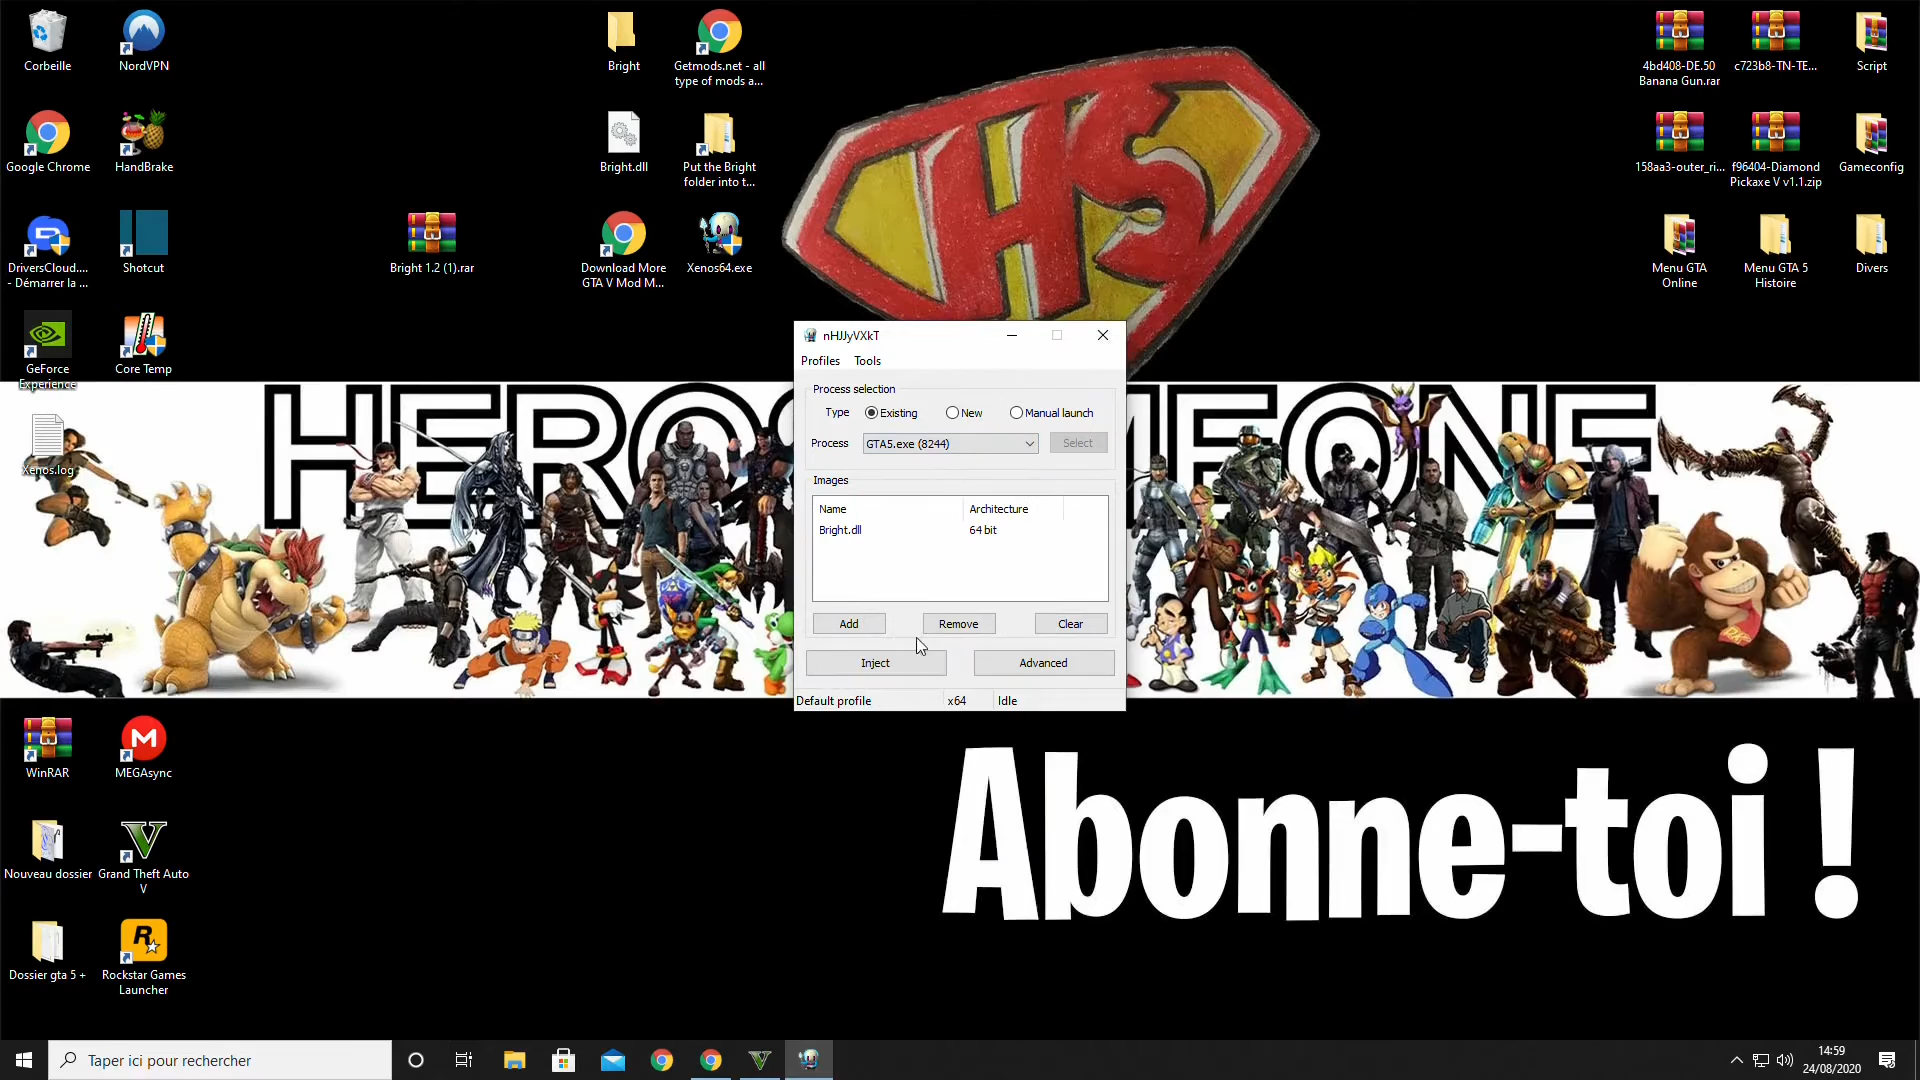 Corbeille
NordVPN
Bright
Getmods.net - all
type of mods a...
4bd408-DE.50
Banana Gun.rar
c723b8-TN-TE...
Script
Google Chrome
HandBrake
Bright.dll
Put the Bright
folder into t...
158aa3-outer_ri...
f96404-Diamond
Pickaxe V v1.1.zip
Gameconfig
HS
DriversCloud....
- Démarrer la ...
Shotcut
Bright 1.2 (1).rar
Download More
GTA V Mod M...
Xenos64.exe
Menu GTA
Online
Menu GTA 5
Histoire
Divers
GeForce
Experience
Core Temp
nHJJyVXkT
Profiles Tools
Process selection
Type Existing New Manual launch
Process GTA5.exe (8244) Select
Images
Name Architecture
Bright.dll 64 bit
Add Remove Clear
Inject Advanced
Default profile x64 Idle
Xenos.log
WinRAR
MEGAsync
Abonne-toi !
Nouveau dossier
Grand Theft Auto
V
Dossier gta 5 +
Rockstar Games
Launcher
Taper ici pour rechercher
14:59
24/08/2020